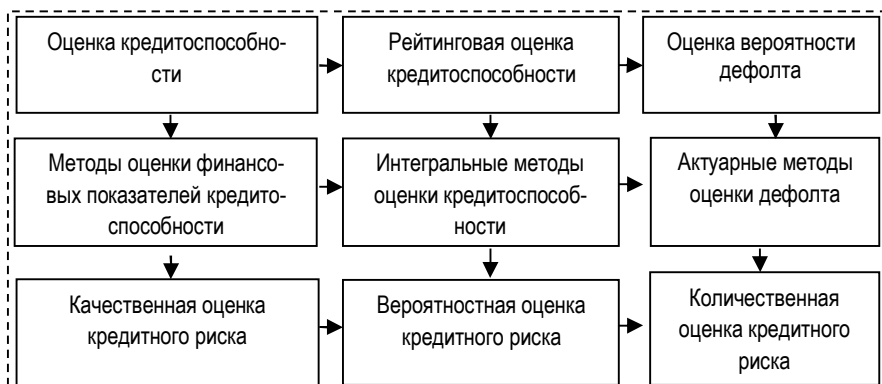 Оценка кредитоспособно-
сти
Рейтинговая оценка
кредитоспособности
Оценка вероятности
дефолта
Методы оценки финансо-
вых показателей кредито-
способности
Интегральные методы
оценки кредитоспособ-
ности
Актуарные методы
оценки дефолта
Качественная оценка
кредитного риска
Вероятностная оценка
кредитного риска
Количественная
оценка кредитного
риска